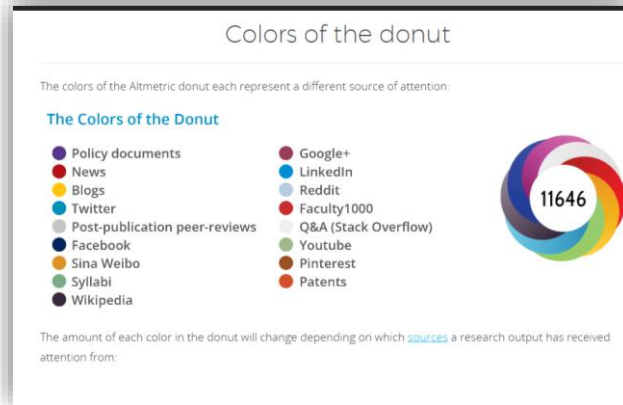 Colors of the donut
The colors of the Altmetric donut each represent a different source of attention:
The Colors of the Donut
Policy documents
News
Blogs
Twitter
Post-publication peer-reviews
Facebook
Sina Weibo
Syllabi
Wikipedia
Google+
LinkedIn
Reddit
Faculty1000
Q&A (Stack Overflow)
Youtube
Pinterest
Patents
11646
The amount of each color in the donut will change depending on which sources a research output has received
attention from: